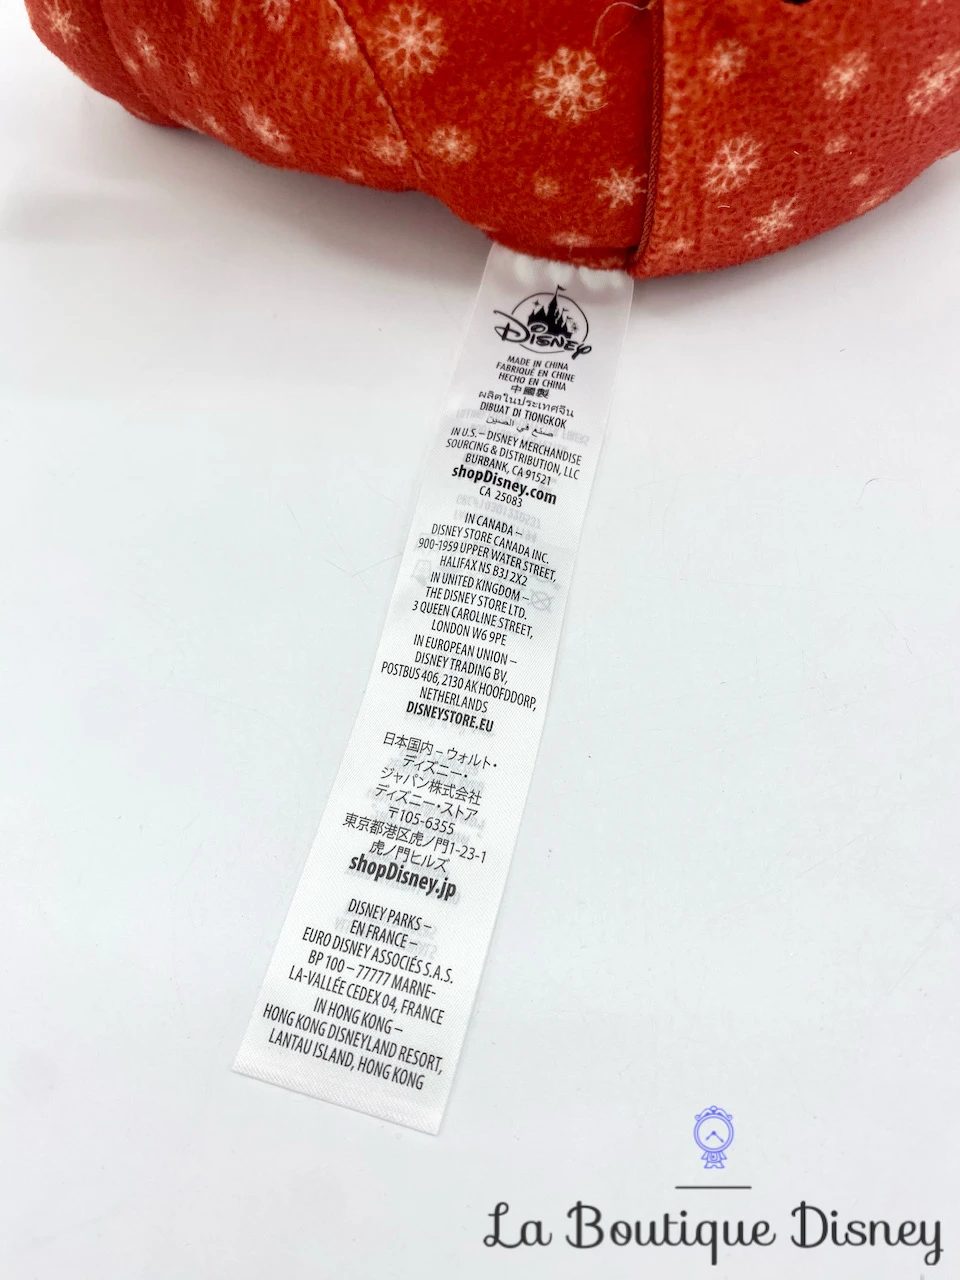 Disney
MADE IN CHINA
FABRIQUÉ EN CHINE
HECHO EN CHINA
中國製
ผลิตในประเทศจีน
DIBUAT DI TIONGKOK
صنع في الصين
IN U.S. – DISNEY MERCHANDISE
SOURCING & DISTRIBUTION, LLC
BURBANK, CA 91521
shopDisney.com
CA 25083
IN CANADA –
DISNEY STORE CANADA INC.
900-1959 UPPER WATER STREET,
HALIFAX NS B3J 2X2
IN UNITED KINGDOM –
THE DISNEY STORE LTD.
3 QUEEN CAROLINE STREET,
LONDON W6 9PE
IN EUROPEAN UNION –
DISNEY TRADING BV,
POSTBUS 406, 2130 AK HOOFDDORP,
NETHERLANDS
DISNEYSTORE.EU
日本国内 – ウォルト・
ディズニー・
ジャパン株式会社
ディズニー・ストア
〒105-6355
東京都港区虎ノ門1-23-1
虎ノ門ヒルズ
shopDisney.jp
DISNEY PARKS –
EN FRANCE –
EURO DISNEY ASSOCIÉS S.A.S.
BP 100 – 77777 MARNE-
LA-VALLÉE CEDEX 04, FRANCE
IN HONG KONG –
HONG KONG DISNEYLAND RESORT,
LANTAU ISLAND, HONG KONG
La Boutique Disney